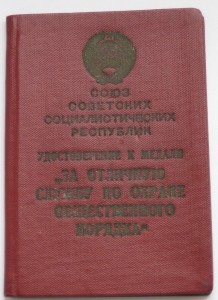 СОЮЗ
СОВЕТСКИХ
СОЦИАЛИСТИЧЕСКИХ
РЕСПУБЛИК
УДОСТОВЕРЕНИЕ К МЕДАЛИ
„ЗА ОТЛИЧНУЮ
СЛУЖБУ ПО ОХРАНЕ
ОБЩЕСТВЕННОГО
ПОРЯДКА"